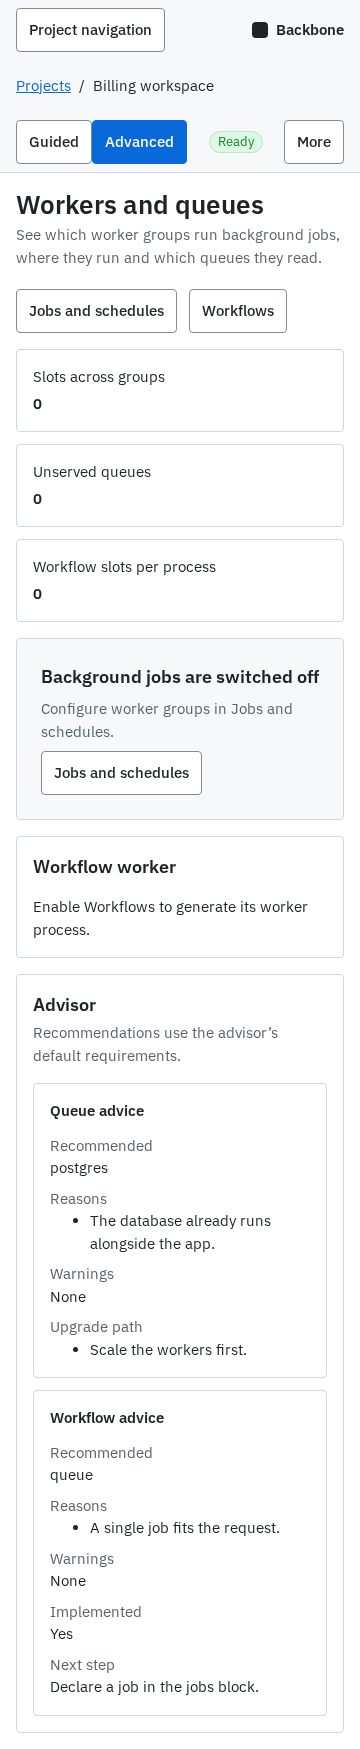 Project navigation
Backbone
Projects / Billing workspace
Guided
Advanced
Ready
More
Workers and queues
See which worker groups run background jobs,
where they run and which queues they read.
Jobs and schedules
Workflows
Slots across groups
0
Unserved queues
0
Workflow slots per process
0
Background jobs are switched off
Configure worker groups in Jobs and
schedules.
Jobs and schedules
Workflow worker
Enable Workflows to generate its worker
process.
Advisor
Recommendations use the advisor’s
default requirements.
Queue advice
Recommended
postgres
Reasons
• The database already runs
alongside the app.
Warnings
None
Upgrade path
• Scale the workers first.
Workflow advice
Recommended
queue
Reasons
• A single job fits the request.
Warnings
None
Implemented
Yes
Next step
Declare a job in the jobs block.